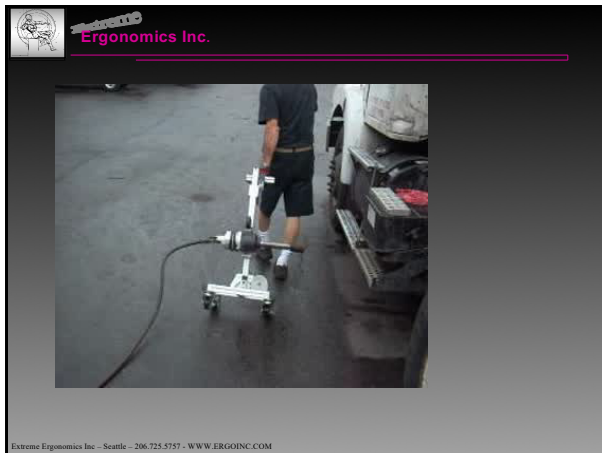 extreme
Ergonomics Inc.
Extreme Ergonomics Inc – Seattle – 206.725.5757 - WWW.ERGOINC.COM